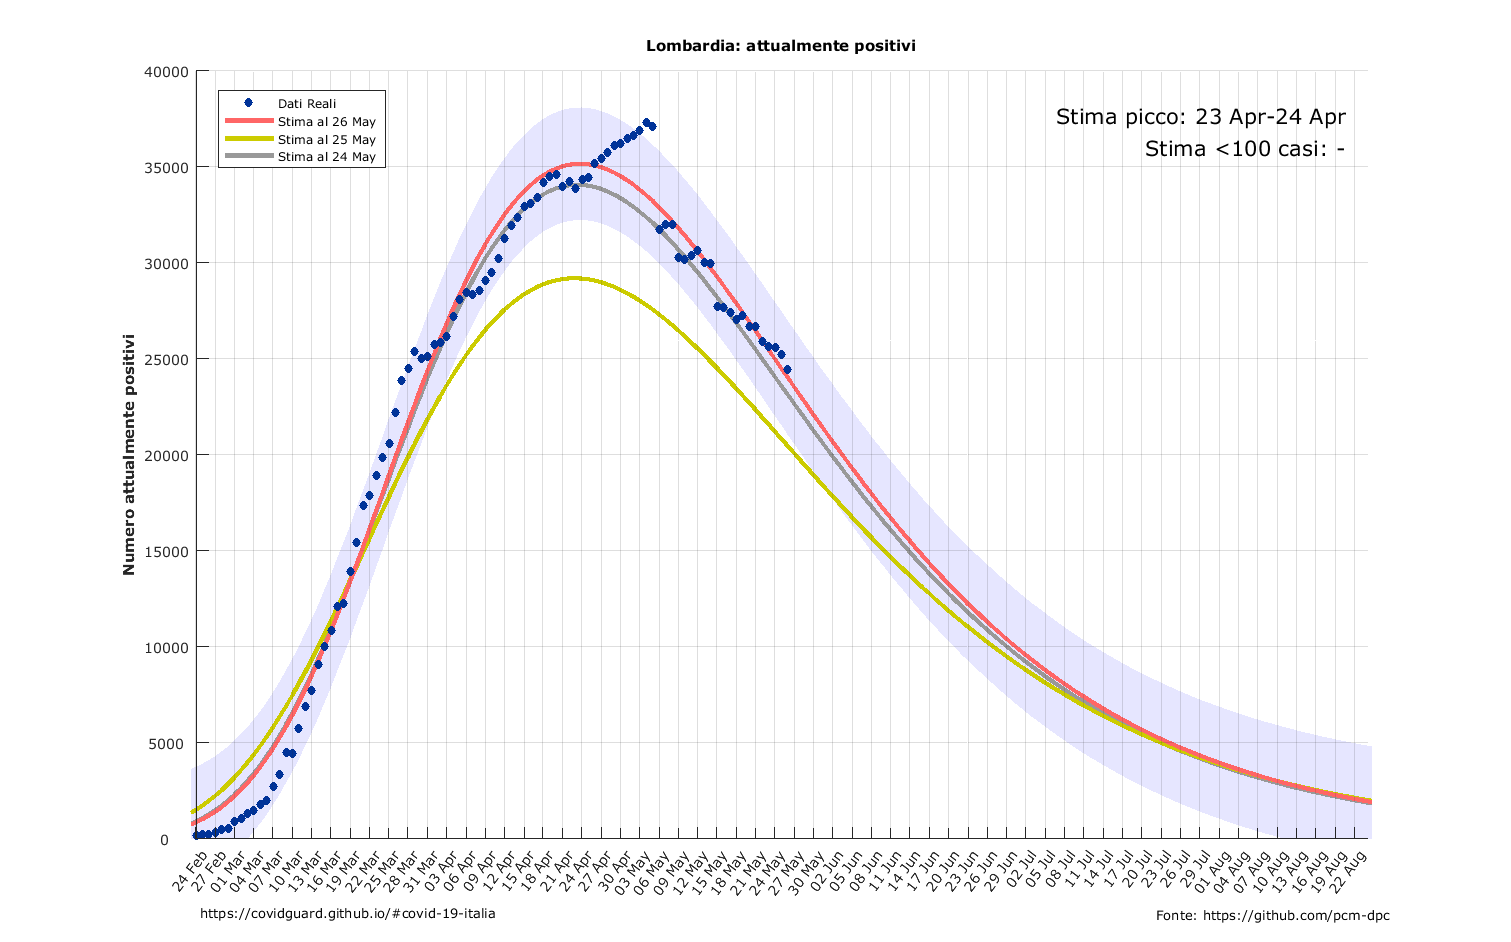 Lombardia: attualmente positivi
40000
35000
30000
25000
20000
15000
10000
5000
0
Numero attualmente positivi
Dati Reali
Stima al 26 May
Stima al 25 May
Stima al 24 May
Stima picco: 23 Apr-24 Apr
Stima <100 casi: -
24 Feb
27 Feb
01 Mar
04 Mar
07 Mar
10 Mar
13 Mar
16 Mar
19 Mar
22 Mar
25 Mar
28 Mar
31 Mar
03 Apr
06 Apr
09 Apr
12 Apr
15 Apr
18 Apr
21 Apr
24 Apr
27 Apr
30 Apr
03 May
06 May
09 May
12 May
15 May
18 May
21 May
24 May
27 May
30 May
02 Jun
05 Jun
08 Jun
11 Jun
14 Jun
17 Jun
20 Jun
23 Jun
26 Jun
29 Jun
02 Jul
05 Jul
08 Jul
11 Jul
14 Jul
17 Jul
20 Jul
23 Jul
26 Jul
29 Jul
01 Aug
04 Aug
07 Aug
10 Aug
13 Aug
16 Aug
19 Aug
22 Aug
https://covidguard.github.io/#covid-19-italia
Fonte: https://github.com/pcm-dpc